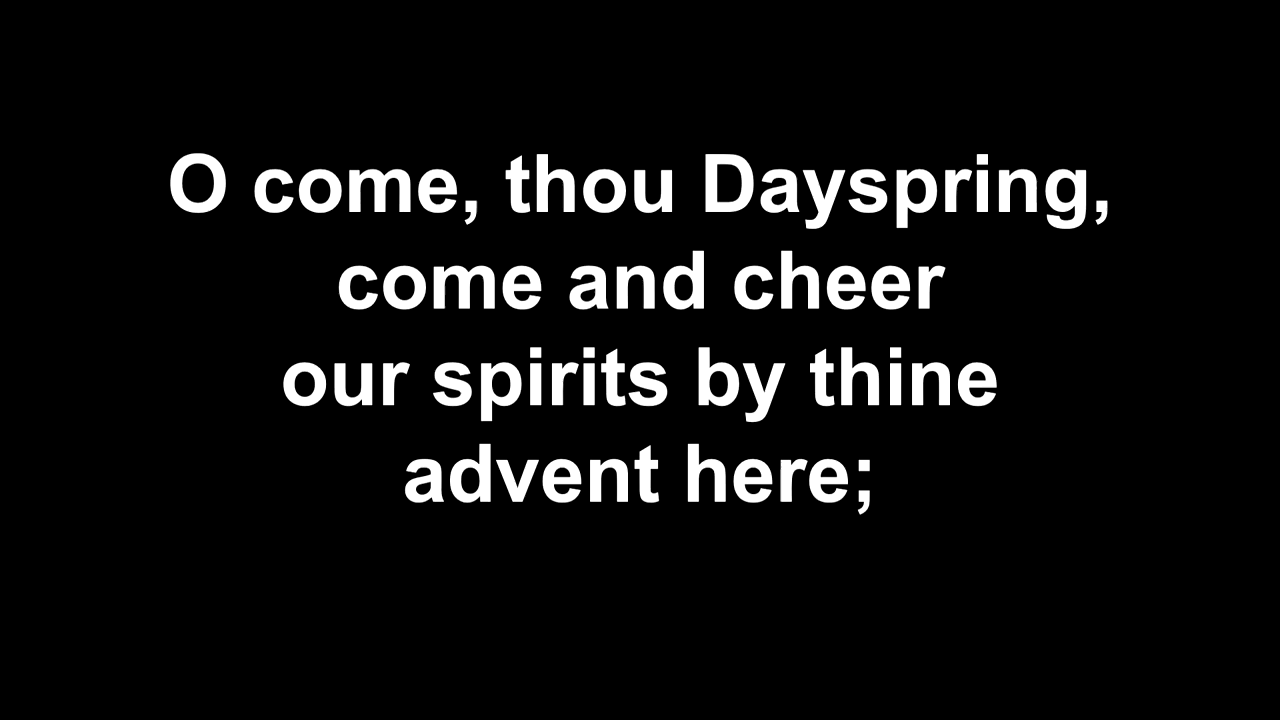 O come, thou Dayspring,
come and cheer
our spirits by thine
advent here;